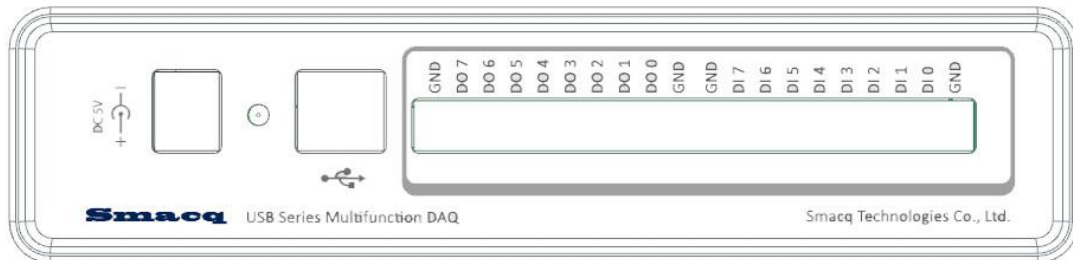 DC 5V
+ −
GND DO 7 DO 6 DO 5 DO 4 DO 3 DO 2 DO 1 DO 0 GND GND DI 7 DI 6 DI 5 DI 4 DI 3 DI 2 DI 1 DI 0 GND
Smacq USB Series Multifunction DAQ
Smacq Technologies Co., Ltd.